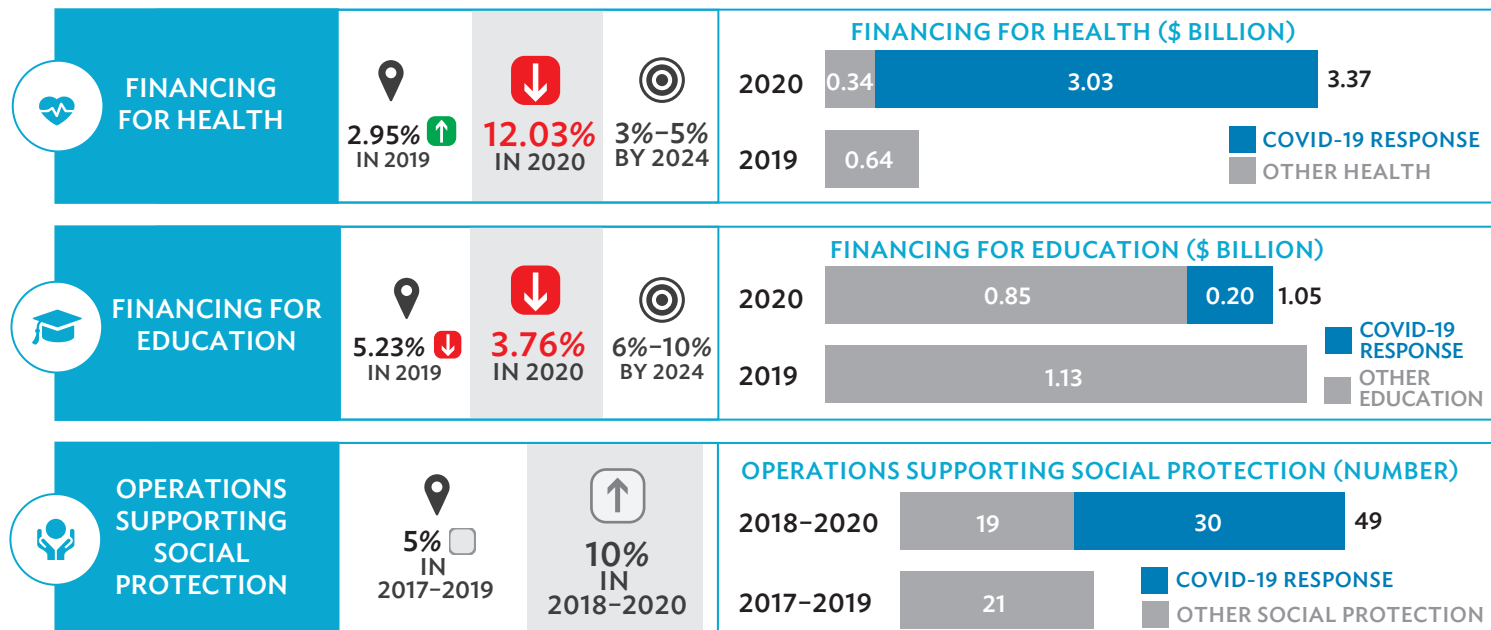 FINANCING
FOR HEALTH
2.95%
IN 2019
12.03%
IN 2020
3%–5%
BY 2024
FINANCING FOR HEALTH ($ BILLION)
2020
0.34
3.03
3.37
2019
0.64
COVID-19 RESPONSE
OTHER HEALTH
FINANCING FOR
EDUCATION
5.23%
IN 2019
3.76%
IN 2020
6%–10%
BY 2024
FINANCING FOR EDUCATION ($ BILLION)
2020
0.85
0.20
1.05
2019
1.13
COVID-19
RESPONSE
OTHER
EDUCATION
OPERATIONS
SUPPORTING
SOCIAL
PROTECTION
5%
IN
2017–2019
10%
IN
2018–2020
OPERATIONS SUPPORTING SOCIAL PROTECTION (NUMBER)
2018–2020
19
30
49
2017–2019
21
COVID-19 RESPONSE
OTHER SOCIAL PROTECTION